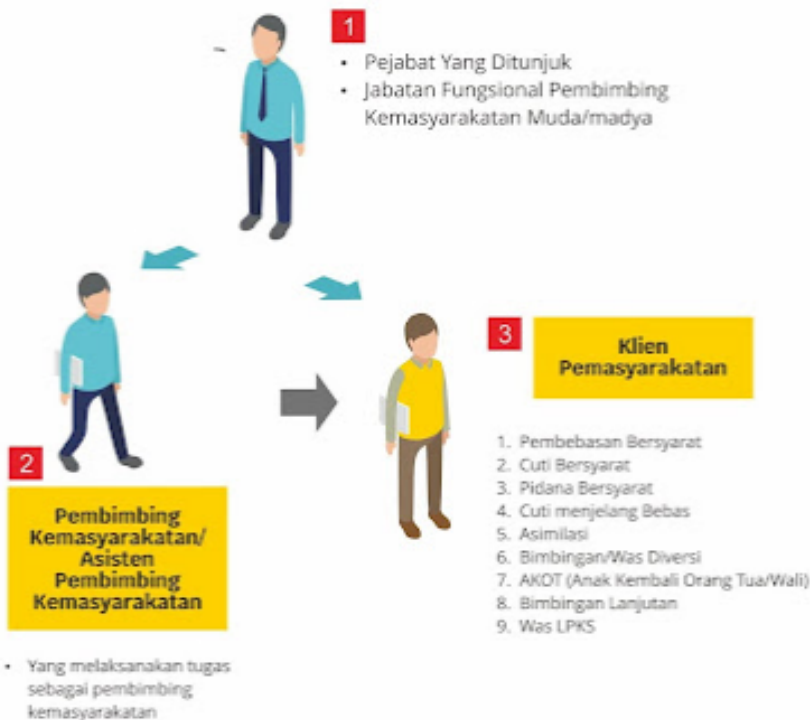 1
• Pejabat Yang Ditunjuk
• Jabatan Fungsional Pembimbing
Kemasyarakatan Muda/madya
2
Pembimbing
Kemasyarakatan/
Asisten
Pembimbing
Kemasyarakatan
• Yang melaksanakan tugas
sebagai pembimbing
kemasyarakatan
3
Klien
Pemasyarakatan
1. Pembebasan Bersyarat
2. Cuti Bersyarat
3. Pidana Bersyarat
4. Cuti menjelang Bebas
5. Asimilasi
6. Bimbingan/Was Diversi
7. AKOT (Anak Kembali Orang Tua/Wali)
8. Bimbingan Lanjutan
9. Was LPKS